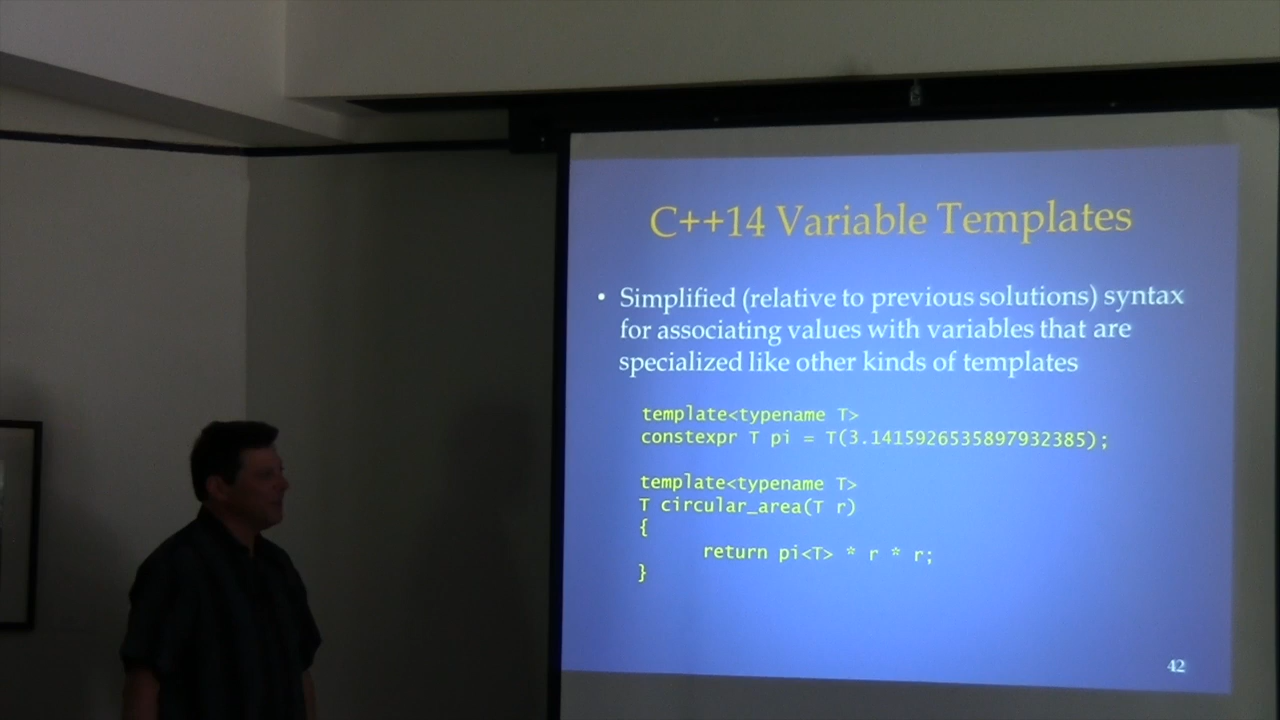 C++14 Variable Templates
• Simplified (relative to previous solutions) syntax
for associating values with variables that are
specialized like other kinds of templates
template<typename T>
constexpr T pi = T(3.1415926535897932385);
template<typename T>
T circular_area(T r)
{
return pi<T> * r * r;
}
42